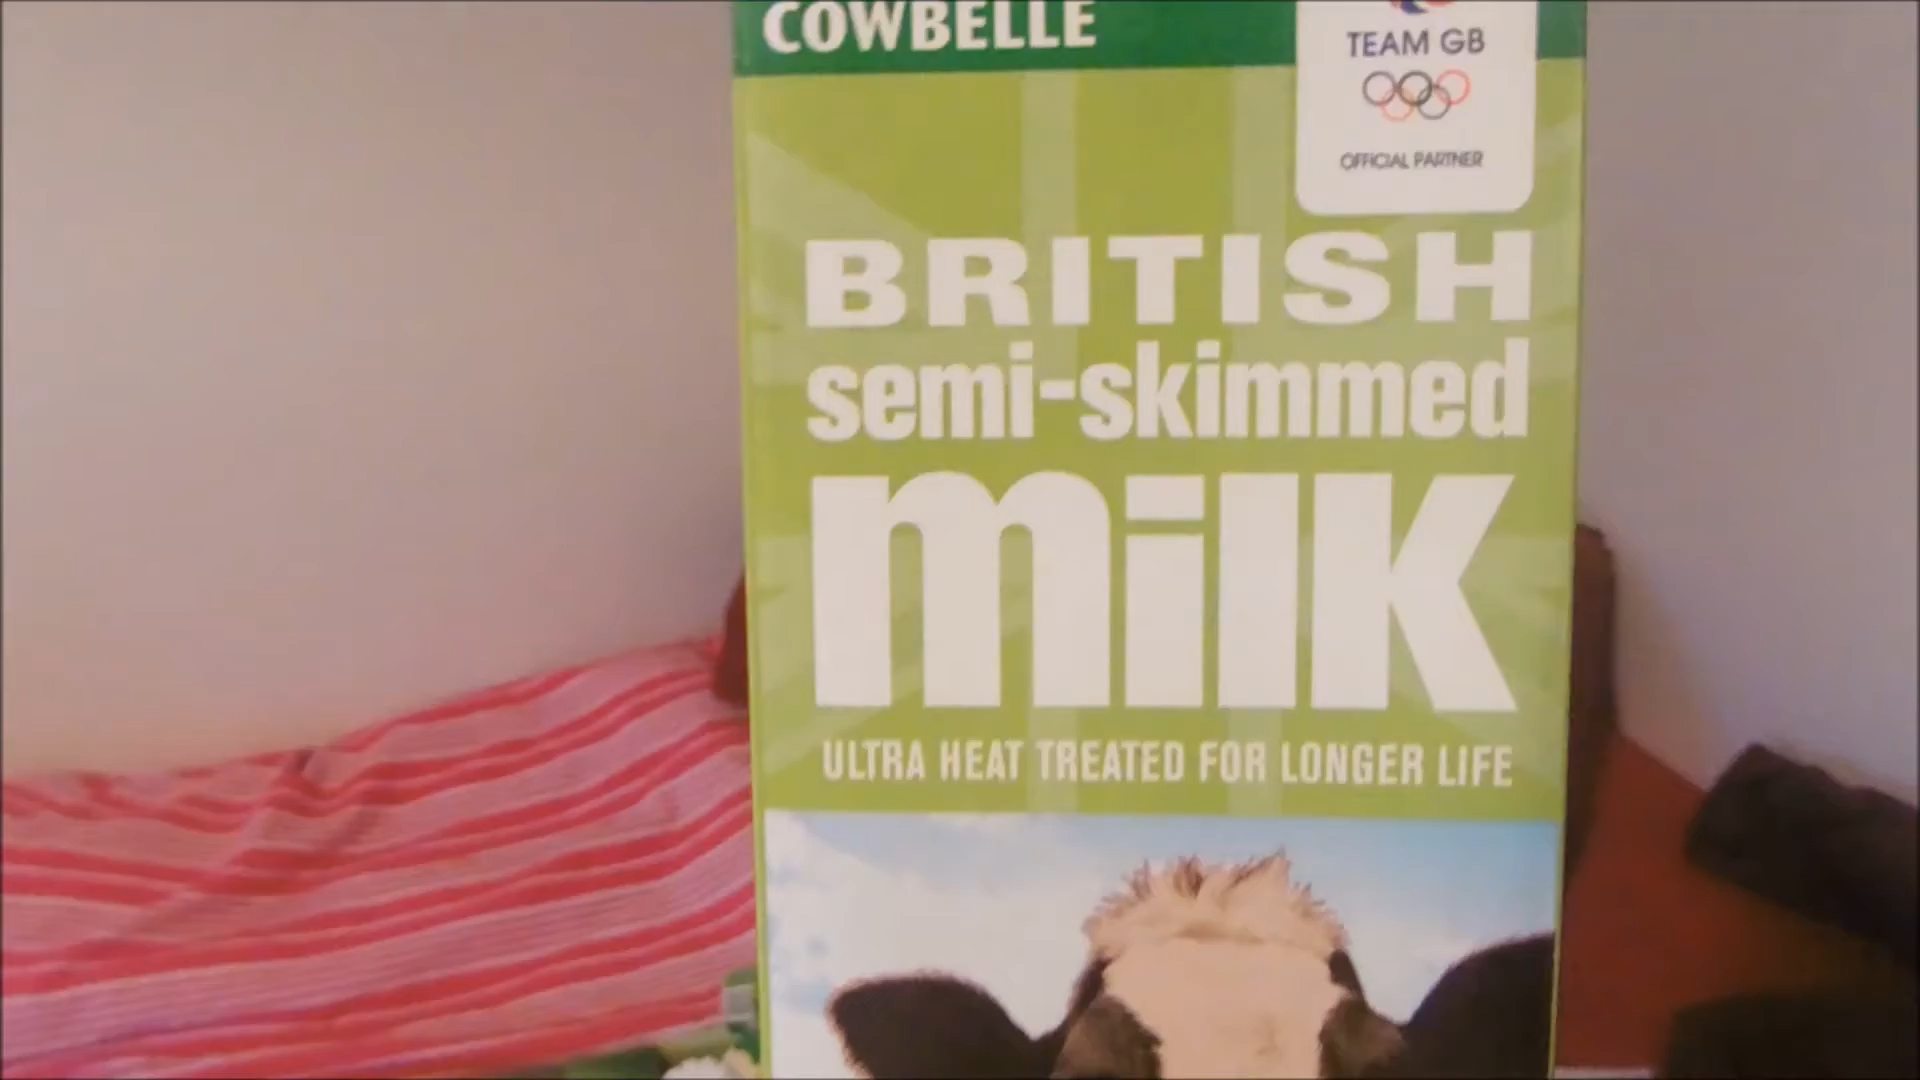 COWBELLE
TEAM GB
OFFICIAL PARTNER
BRITISH
semi-skimmed
milk
ULTRA HEAT TREATED FOR LONGER LIFE